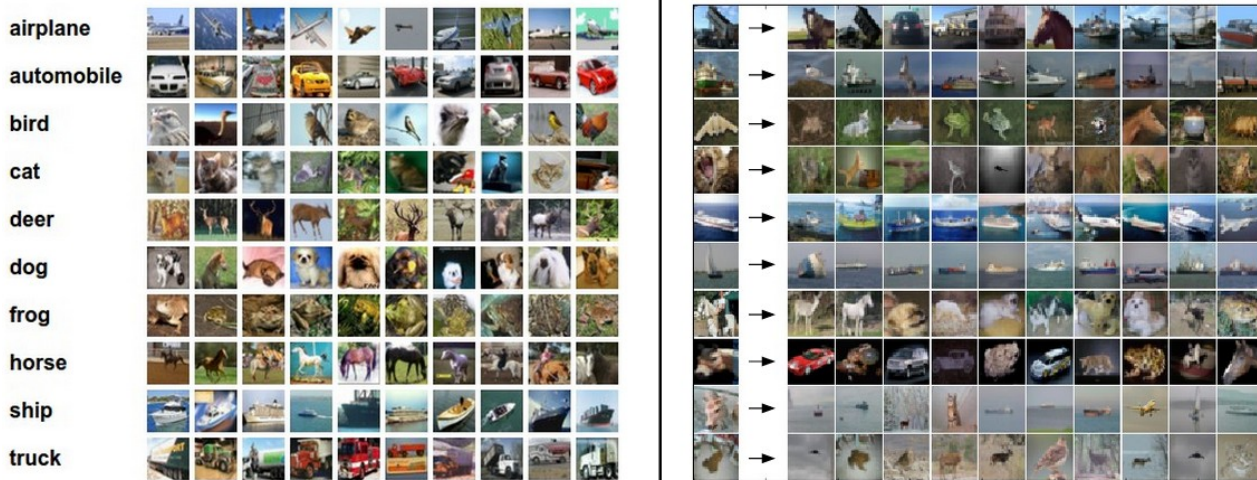 airplane
automobile
bird
cat
deer
dog
frog
horse
ship
truck